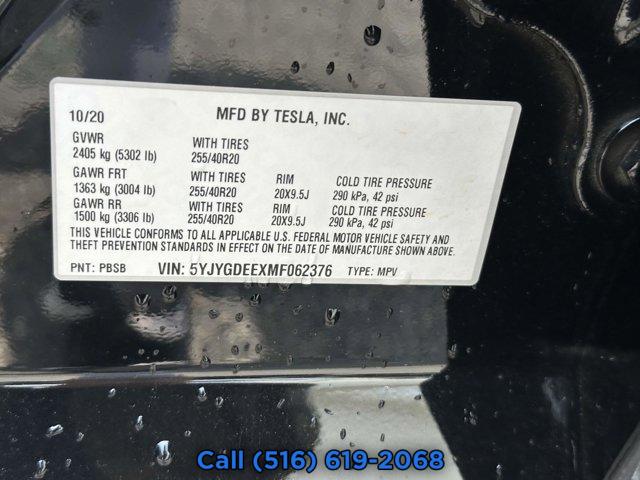 10/20 MFD BY TESLA, INC.
GVWR WITH TIRES
2405 kg (5302 lb) 255/40R20
GAWR FRT WITH TIRES RIM COLD TIRE PRESSURE
1363 kg (3004 lb) 255/40R20 20X9.5J 290 kPa, 42 psi
GAWR RR WITH TIRES RIM COLD TIRE PRESSURE
1500 kg (3306 lb) 255/40R20 20X9.5J 290 kPa, 42 psi
THIS VEHICLE CONFORMS TO ALL APPLICABLE U.S. FEDERAL MOTOR VEHICLE SAFETY AND
THEFT PREVENTION STANDARDS IN EFFECT ON THE DATE OF MANUFACTURE SHOWN ABOVE.
PNT: PBSB VIN: 5YJYGDEEXMF062376 TYPE: MPV
Call (516) 619-2068